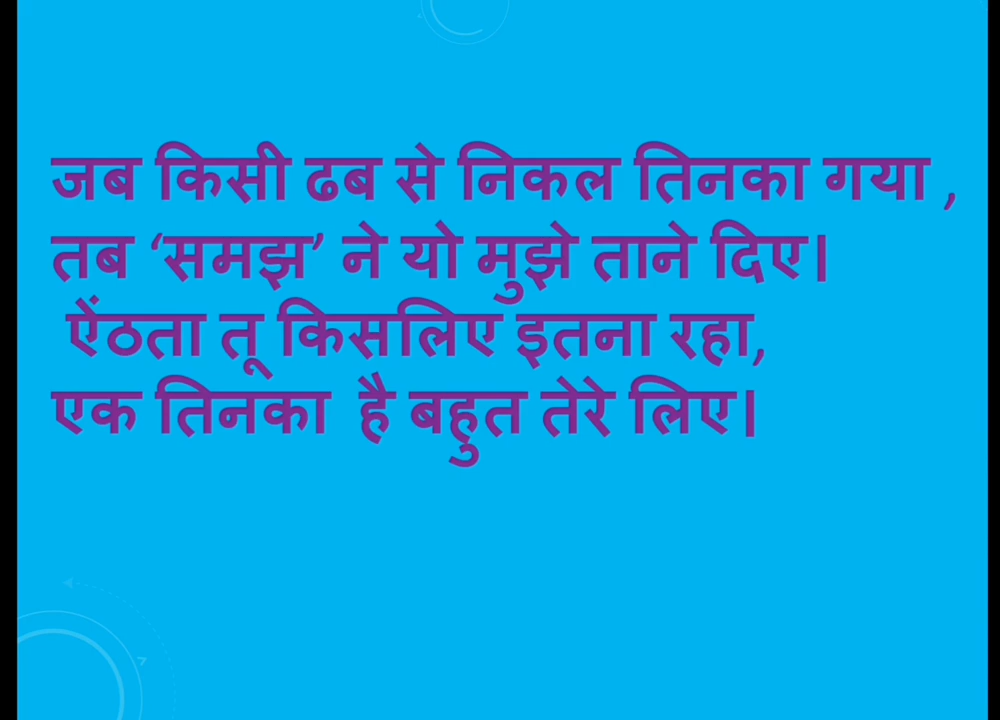 जब किसी ढब से निकल तिनका गया ,
तब ‘समझ’ ने यो मुझे ताने दिए।
ऐंठता तू किसलिए इतना रहा,
एक तिनका है बहुत तेरे लिए।